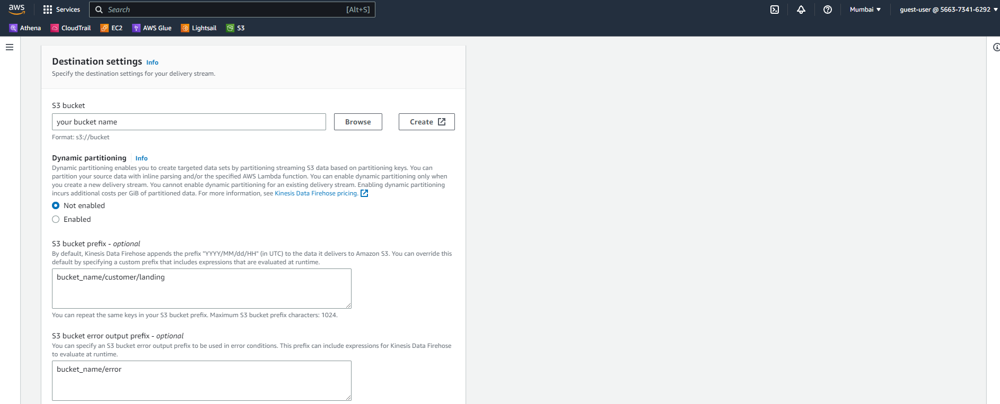 aws Services Search [Alt+S] Mumbai guest-user @ 5663-7341-6292
Athena CloudTrail EC2 AWS Glue Lightsail S3
Destination settings Info
Specify the destination settings for your delivery stream.
S3 bucket
your bucket name Browse Create
Format: s3://bucket
Dynamic partitioning Info
Dynamic partitioning enables you to create targeted data sets by partitioning streaming S3 data based on partitioning keys. You can
partition your source data with inline parsing and/or the specified AWS Lambda function. You can enable dynamic partitioning only when
you create a new delivery stream. You cannot enable dynamic partitioning for an existing delivery stream. Enabling dynamic partitioning
incurs additional costs per GiB of partitioned data. For more information, see Kinesis Data Firehose pricing.
Not enabled
Enabled
S3 bucket prefix - optional
By default, Kinesis Data Firehose appends the prefix "YYYY/MM/dd/HH" (in UTC) to the data it delivers to Amazon S3. You can override this
default by specifying a custom prefix that includes expressions that are evaluated at runtime.
bucket_name/customer/landing
You can repeat the same keys in your S3 bucket prefix. Maximum S3 bucket prefix characters: 1024.
S3 bucket error output prefix - optional
You can specify an S3 bucket error output prefix to be used in error conditions. This prefix can include expressions for Kinesis Data Firehose
to evaluate at runtime.
bucket_name/error